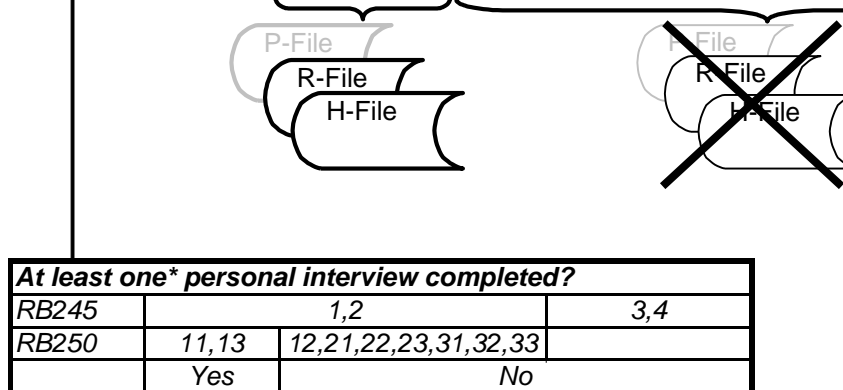 P-File
R-File
H-File
P-File
R-File
H-File
At least one* personal interview completed?
RB245 1,2 3,4
RB250 11,13 12,21,22,23,31,32,33
Yes No